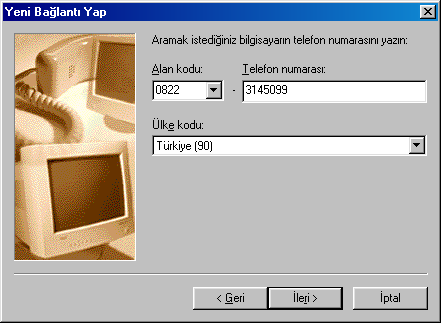 Yeni Bağlantı Yap
Aramak istediğiniz bilgisayarın telefon numarasını yazın:
Alan kodu: Telefon numarası:
0822 - 3145099
Ülke kodu:
Türkiye (90)
< Geri İleri > İptal